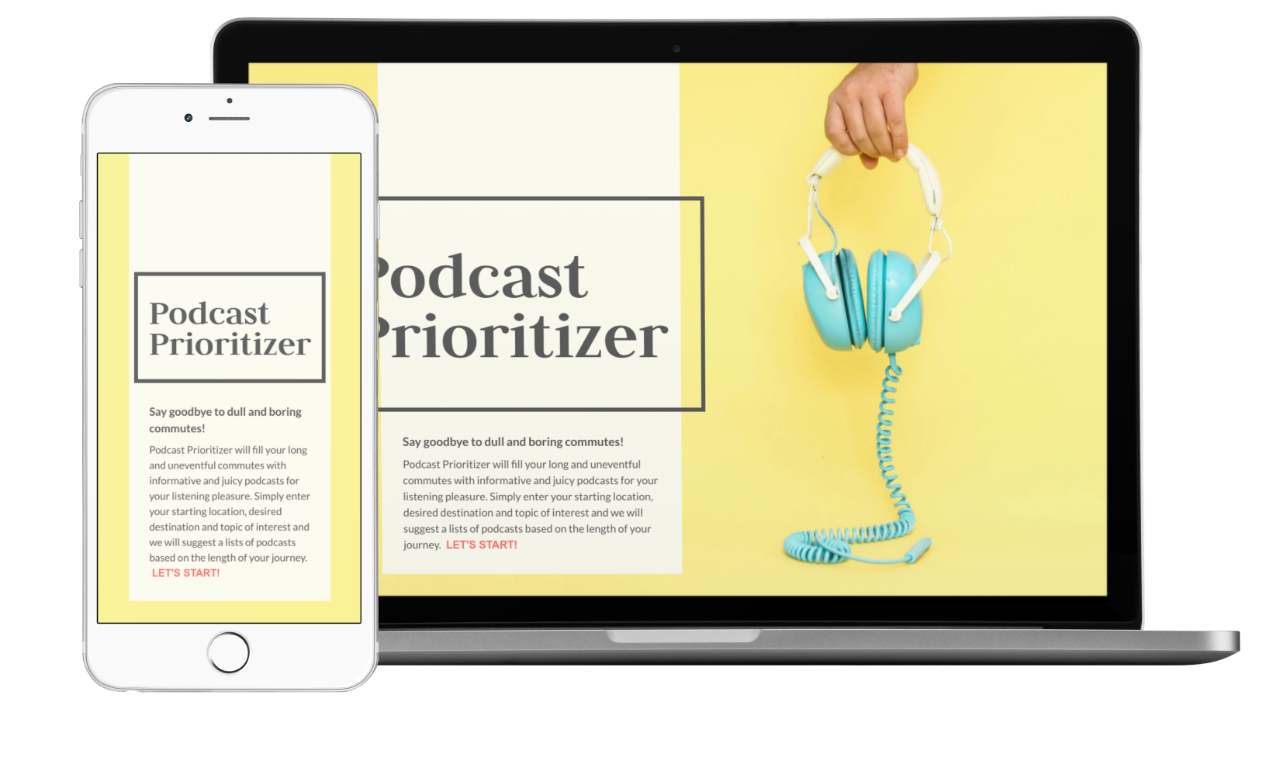 Podcast
Prioritizer
Say goodbye to dull and boring
commutes!
Podcast Prioritizer will fill your long
and uneventful commutes with
informative and juicy podcasts for
your listening pleasure. Simply enter
your starting location, desired
destination and topic of interest and
we will suggest a lists of podcasts
based on the length of your journey.
LET'S START!
Podcast
Prioritizer
Say goodbye to dull and boring commutes!
Podcast Prioritizer will fill your long and uneventful
commutes with informative and juicy podcasts for your
listening pleasure. Simply enter your starting location,
desired destination and topic of interest and we will
suggest a lists of podcasts based on the length of your
journey. LET'S START!